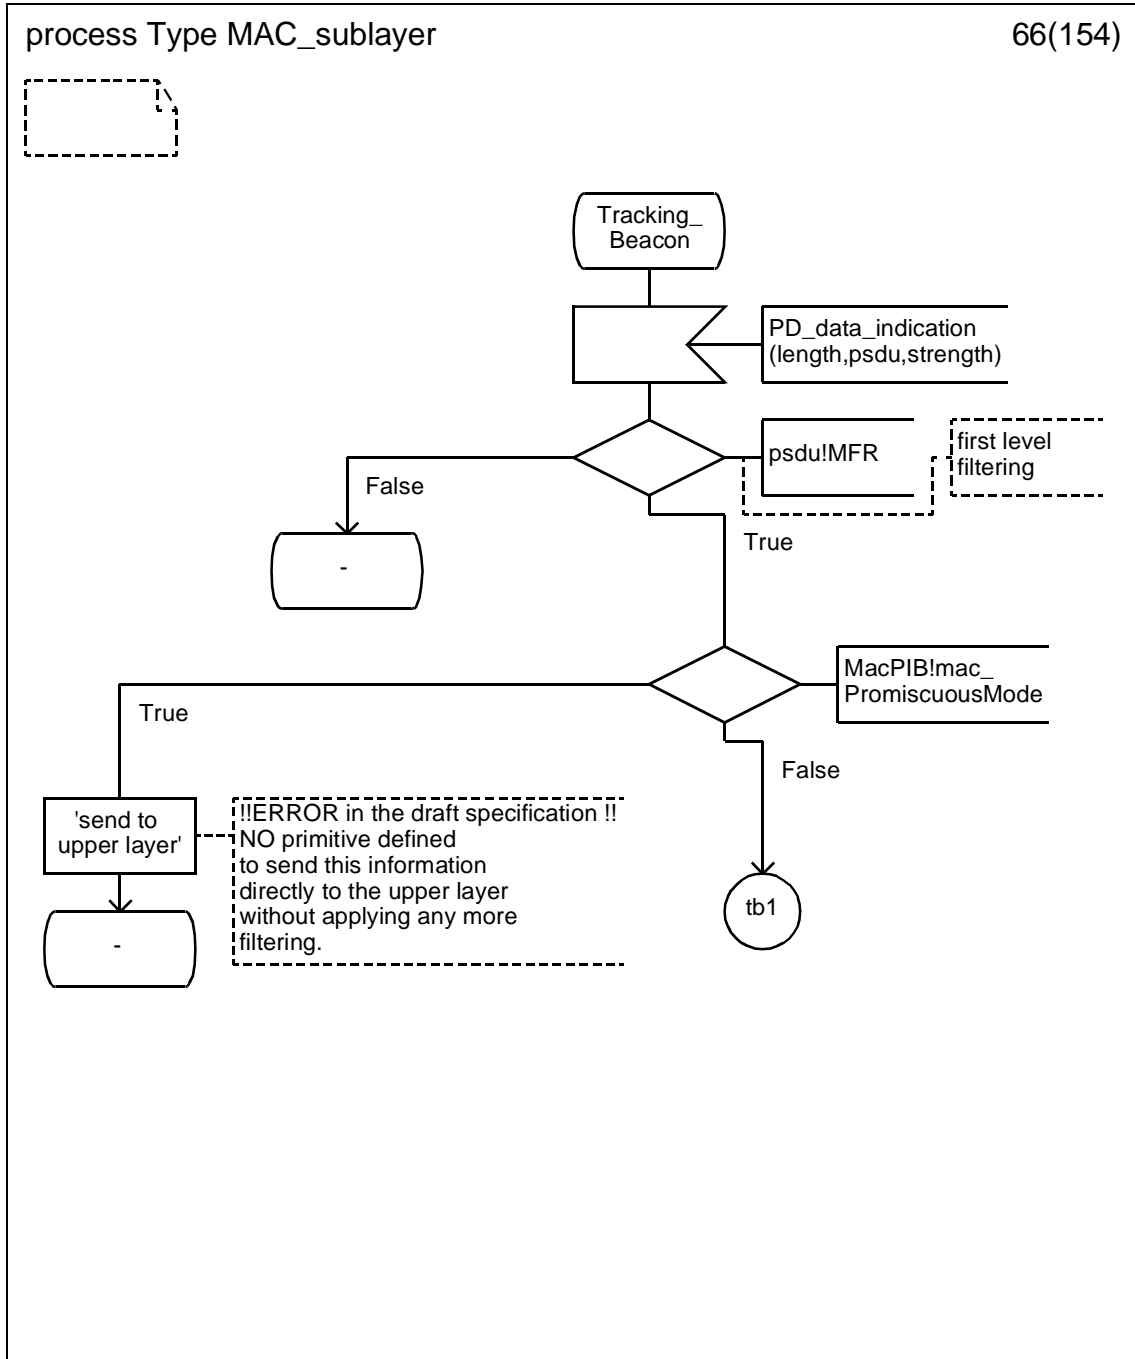 process Type MAC_sublayer
66(154)
Tracking_
Beacon
PD_data_indication
(length,psdu,strength)
psdu!MFR
first level
filtering
False
True
-
MacPIB!mac_
PromiscuousMode
True
False
'send to
upper layer'
!!ERROR in the draft specification !!
NO primitive defined
to send this information
directly to the upper layer
without applying any more
filtering.
tb1
-